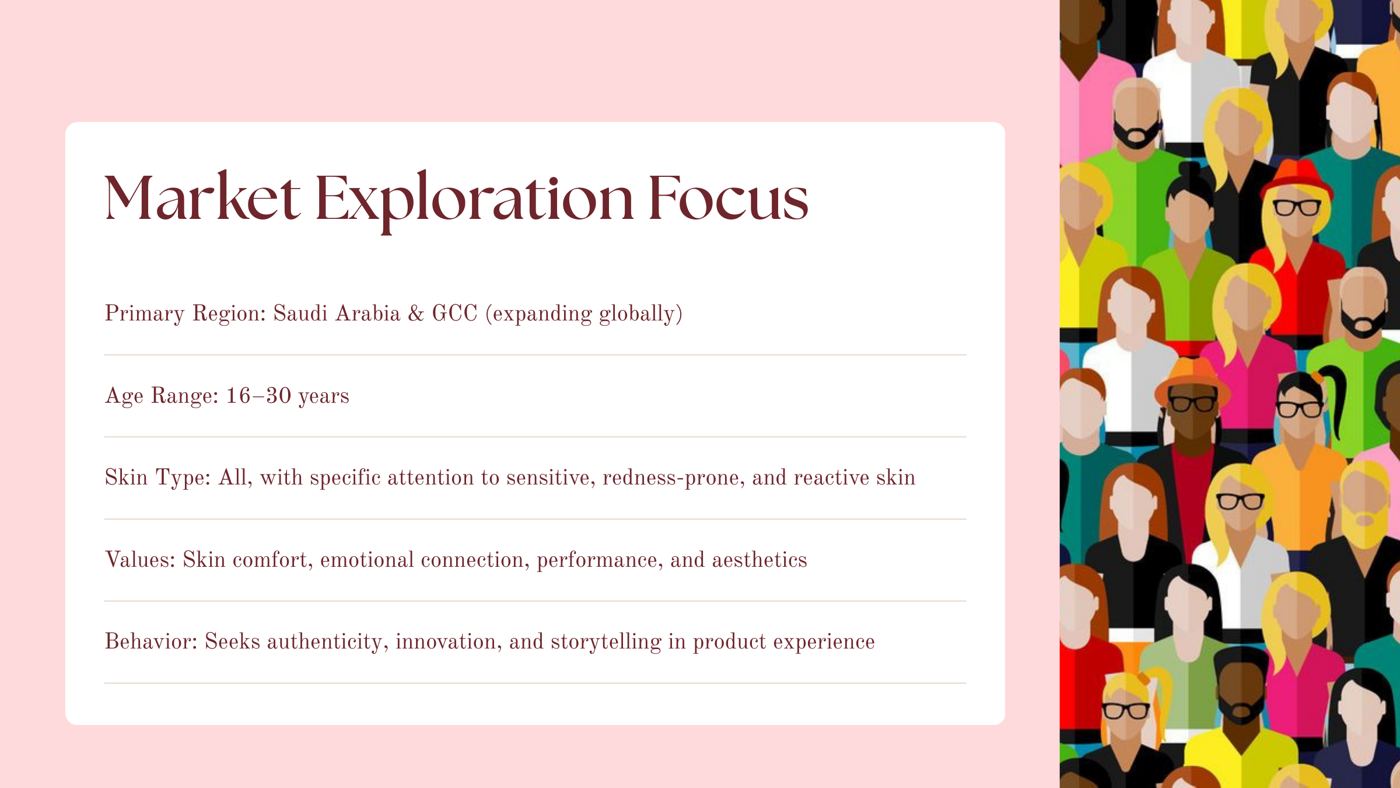 Market Exploration Focus
Primary Region: Saudi Arabia & GCC (expanding globally)
Age Range: 16–30 years
Skin Type: All, with specific attention to sensitive, redness-prone, and reactive skin
Values: Skin comfort, emotional connection, performance, and aesthetics
Behavior: Seeks authenticity, innovation, and storytelling in product experience